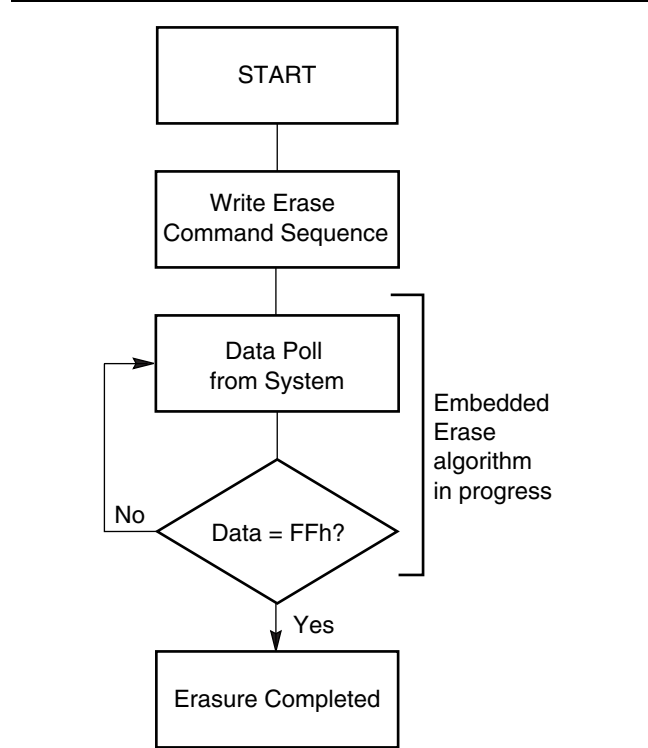 START
Write Erase
Command Sequence
Data Poll
from System
Embedded
Erase
algorithm
in progress
No
Data = FFh?
Yes
Erasure Completed